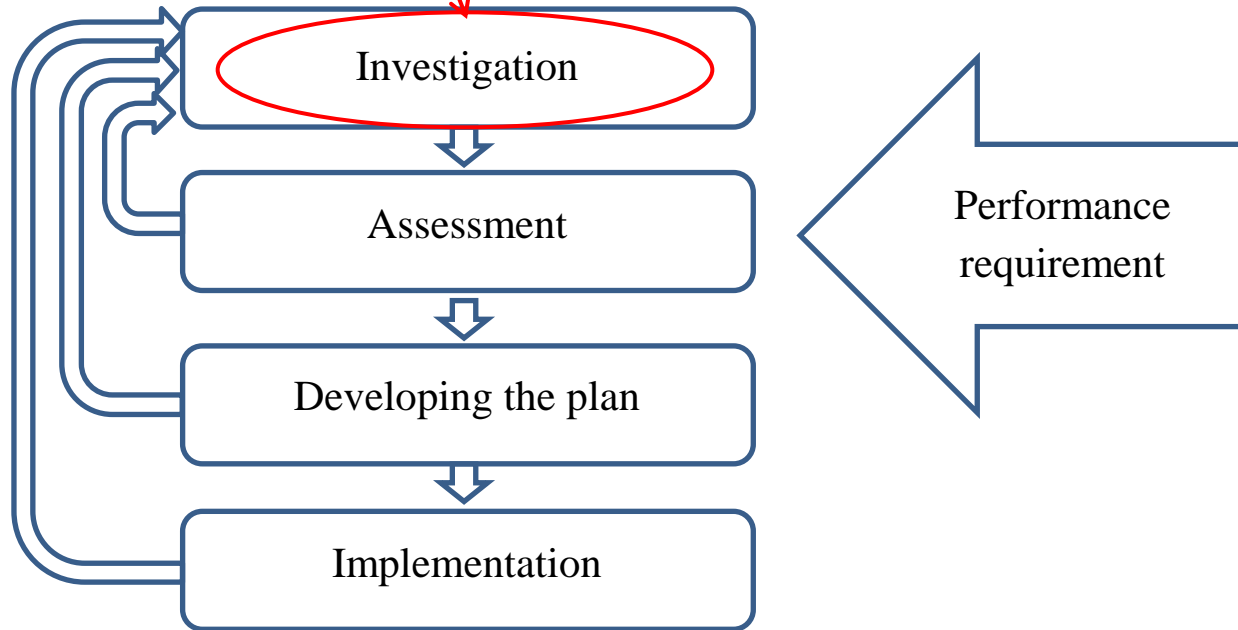 Investigation
Assessment
Performance
requirement
Developing the plan
Implementation